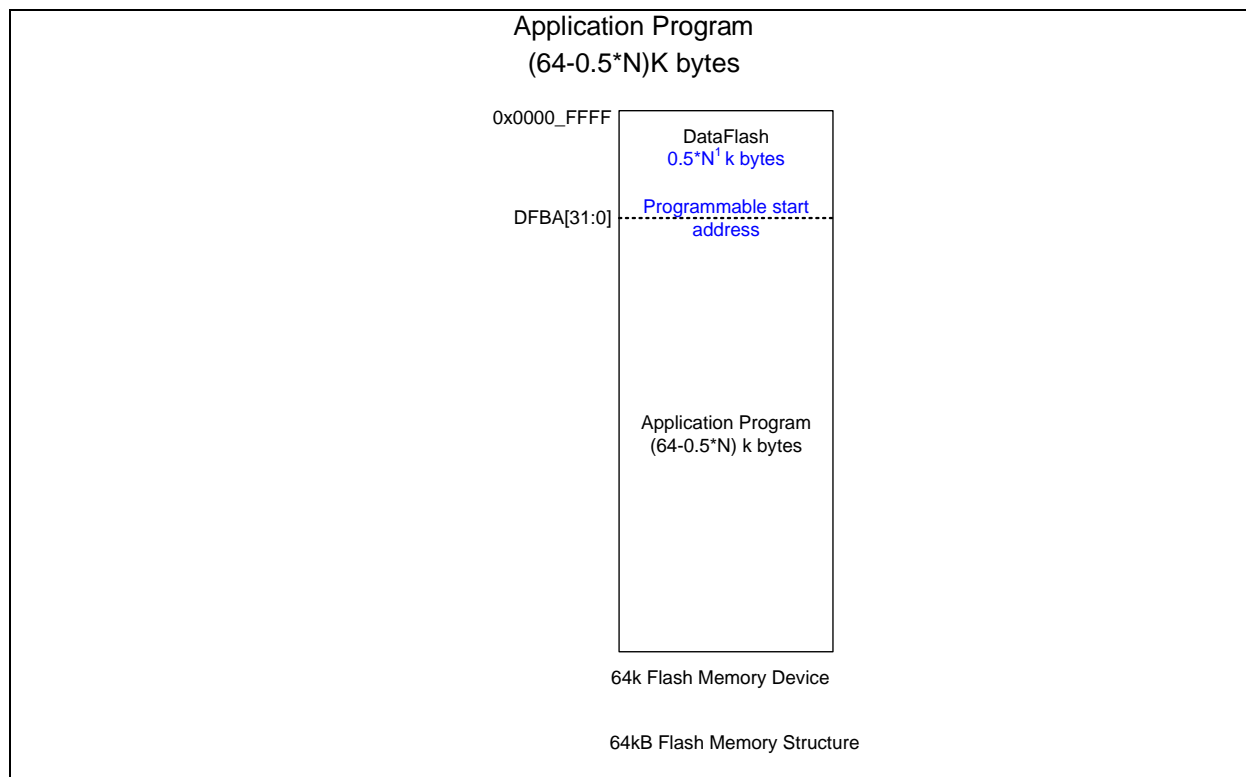 Application Program
(64-0.5*N)K bytes
0x0000_FFFF
DataFlash
0.5*N¹ k bytes
DFBA[31:0]
Programmable start
address
Application Program
(64-0.5*N) k bytes
64k Flash Memory Device
64kB Flash Memory Structure